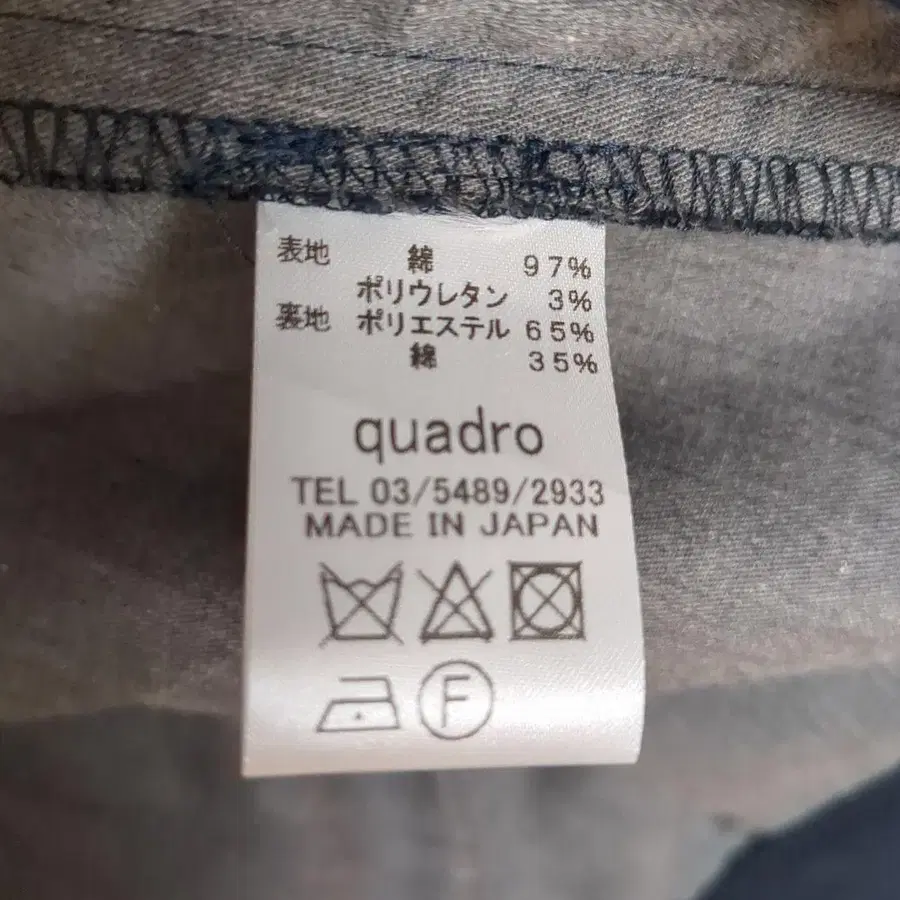 表地 綿 97%
ポリウレタン 3%
裏地 ポリエステル 65%
綿 35%
quadro
TEL 03/5489/2933
MADE IN JAPAN
F